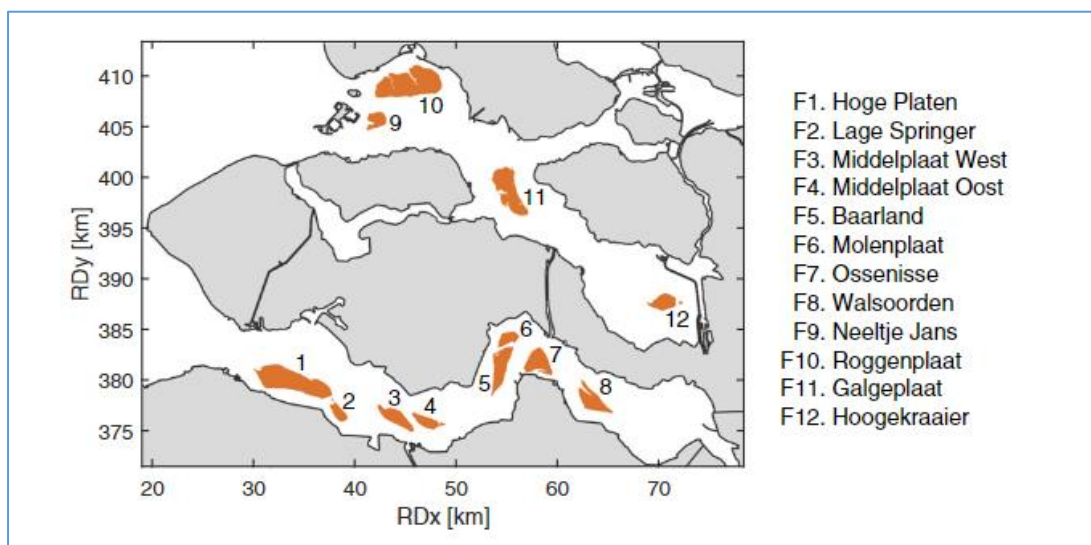 410
405
400
395
390
385
380
375
RDy [km]
20 30 40 50 60 70
RDx [km]
10
9
11
12
6
1
7
5
8
3
4
2
F1. Hoge Platen
F2. Lage Springer
F3. Middelplaat West
F4. Middelplaat Oost
F5. Baarland
F6. Molenplaat
F7. Ossenisse
F8. Walsoorden
F9. Neeltje Jans
F10. Roggenplaat
F11. Galgeplaat
F12. Hoogekraaier